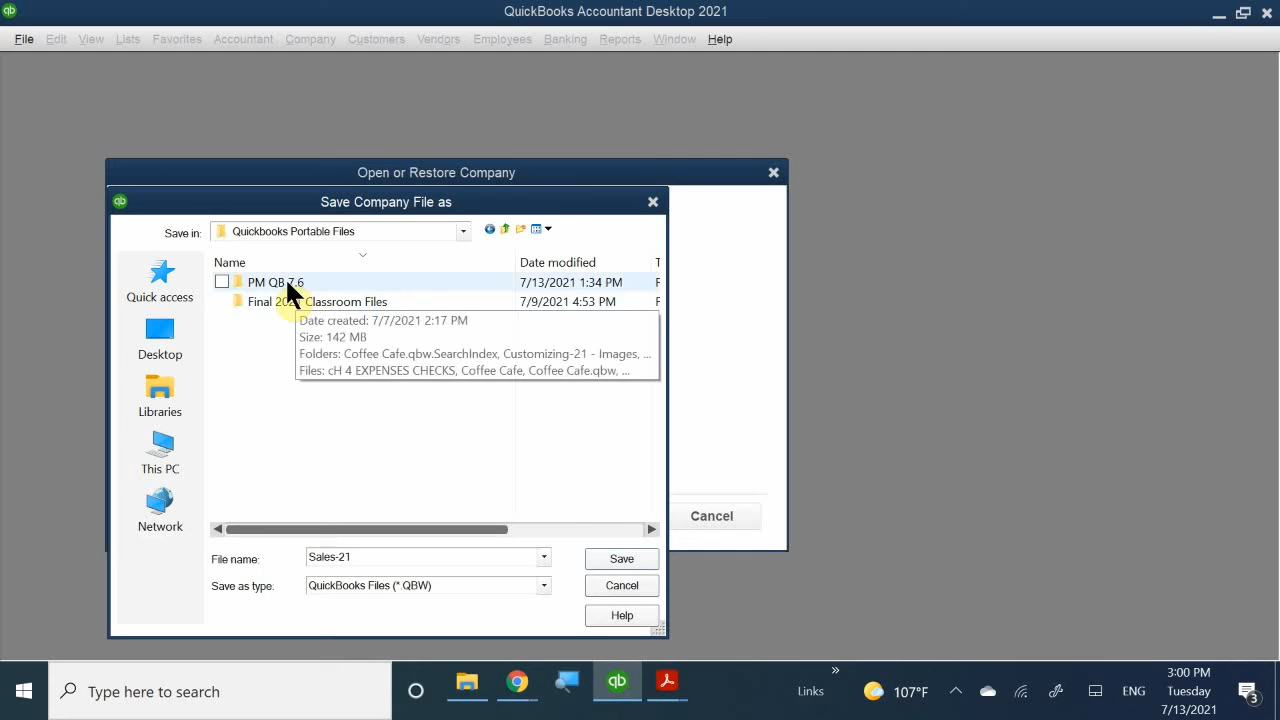 QuickBooks Accountant Desktop 2021
File Edit View Lists Favorites Accountant Company Customers Vendors Employees Banking Reports Window Help
Open or Restore Company
qb Save Company File as
Save in: Quickbooks Portable Files
Name Date modified T
PM QB 7.6 7/13/2021 1:34 PM F
Final Classroom Files 7/9/2021 4:53 PM F
Date created: 7/7/2021 2:17 PM
Size: 142 MB
Folders: Coffee Cafe.qbw.SearchIndex, Customizing-21 - Images, ...
Files: cH 4 EXPENSES CHECKS, Coffee Cafe, Coffee Cafe.qbw, ...
Quick access
Desktop
Libraries
This PC
Network
Cancel
File name: Sales-21 Save
Save as type: QuickBooks Files (*.QBW) Cancel
Help
Type here to search
qb
Links
107°F
ENG
3:00 PM
Tuesday
7/13/2021
3